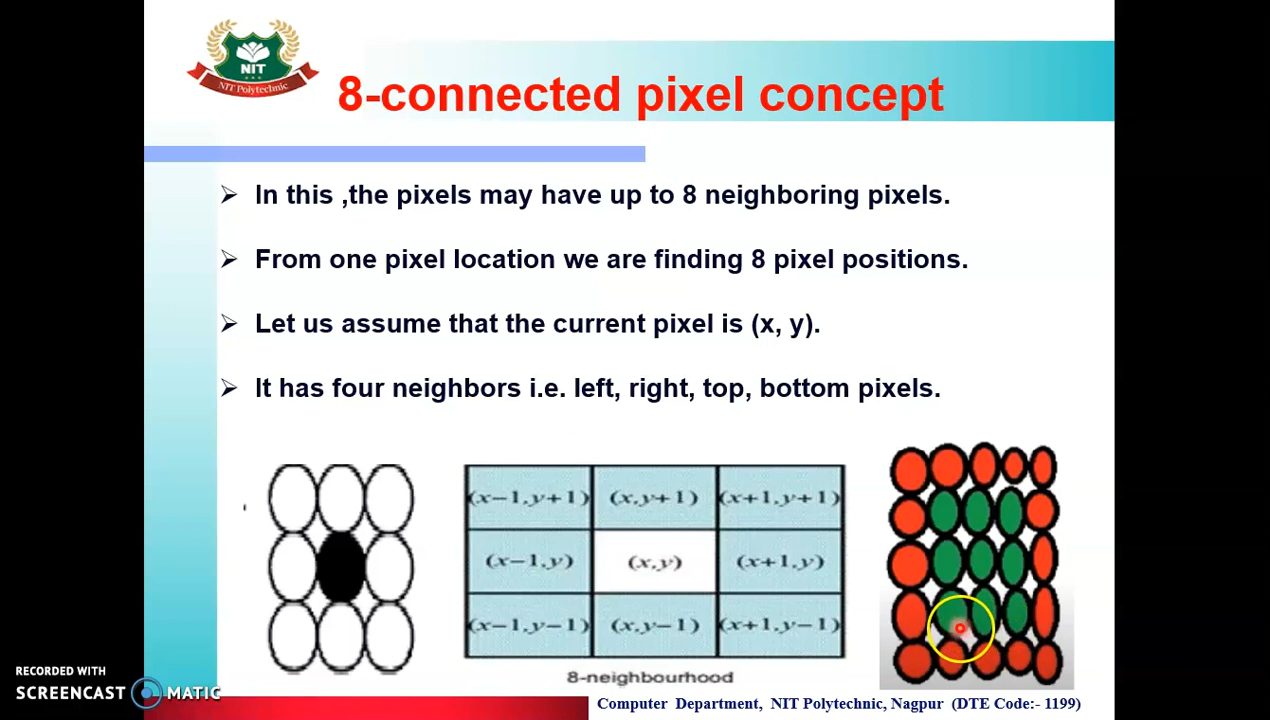 NIT
NIT Polytechnic
8-connected pixel concept
In this ,the pixels may have up to 8 neighboring pixels.
From one pixel location we are finding 8 pixel positions.
Let us assume that the current pixel is (x, y).
It has four neighbors i.e. left, right, top, bottom pixels.
(x−1,y+1) (x,y+1) (x+1,y+1)
(x−1,y) (x,y) (x+1,y)
(x−1,y−1) (x,y−1) (x+1,y−1)
8-neighbourhood
RECORDED WITH
SCREENCAST MATIC
Computer Department, NIT Polytechnic, Nagpur (DTE Code:- 1199)